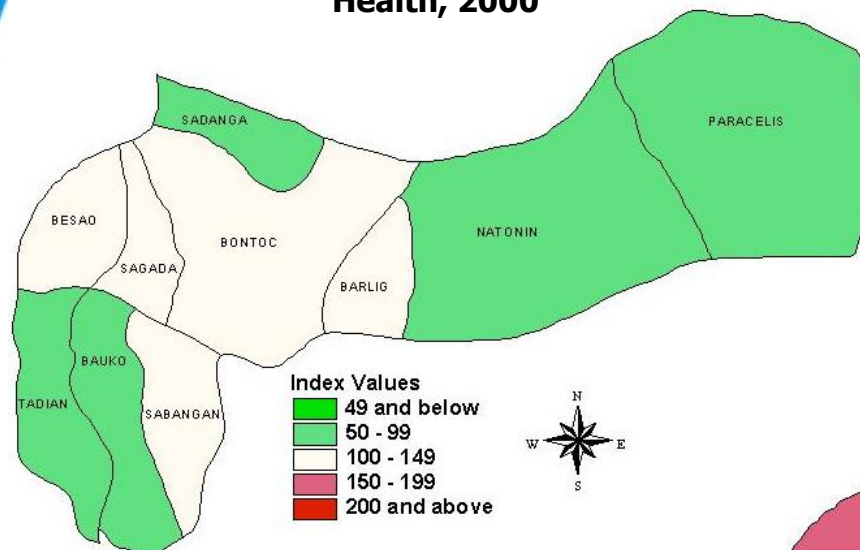 Health, 2000
SADANGA
PARACELIS
BESAO
BONTOC
NATONIN
SAGADA
BARLIG
BAUKO
TADIAN
SABANGAN
Index Values
49 and below
50 - 99
100 - 149
150 - 199
200 and above
N
W E
S